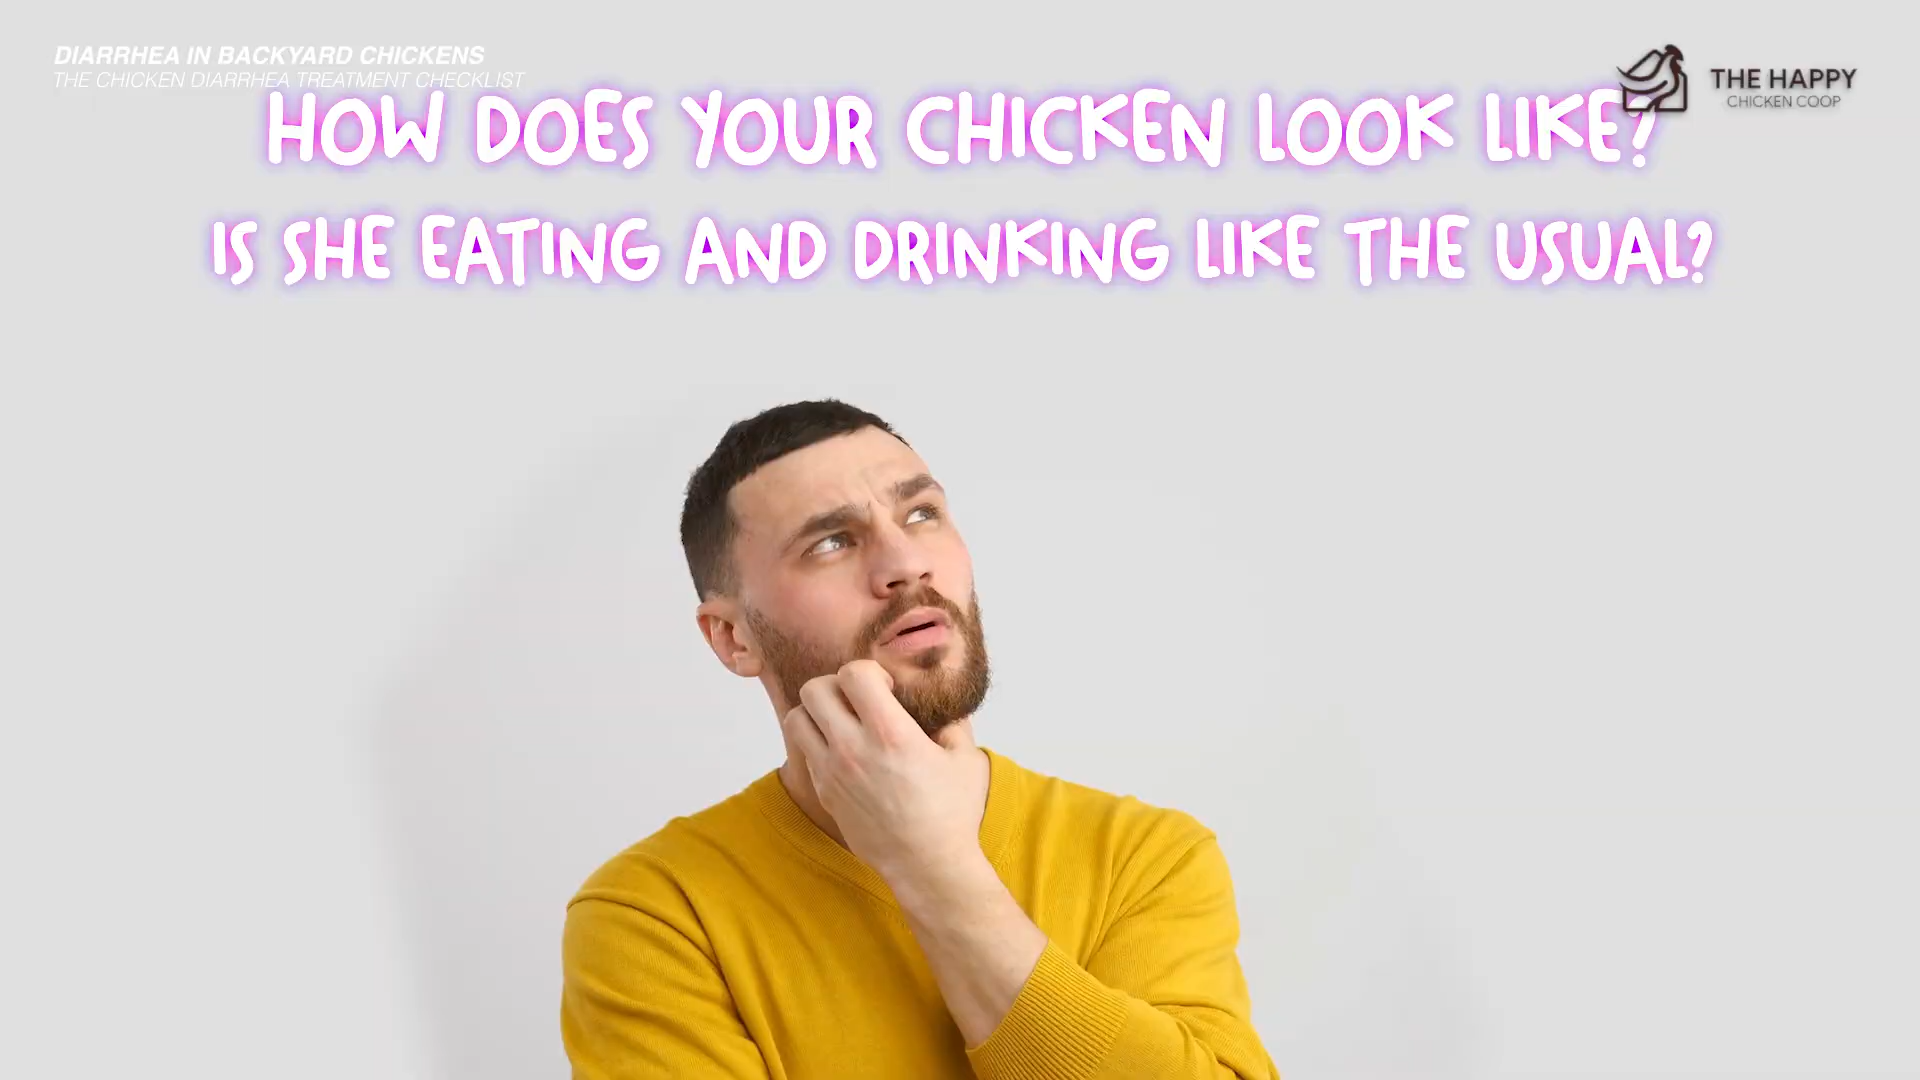 DIARRHEA IN BACKYARD CHICKENS
THE CHICKEN DIARRHEA TREATMENT CHECKLIST
THE HAPPY
CHICKEN COOP
HOW DOES YOUR CHICKEN LOOK LIKE?
IS SHE EATING AND DRINKING LIKE THE USUAL?